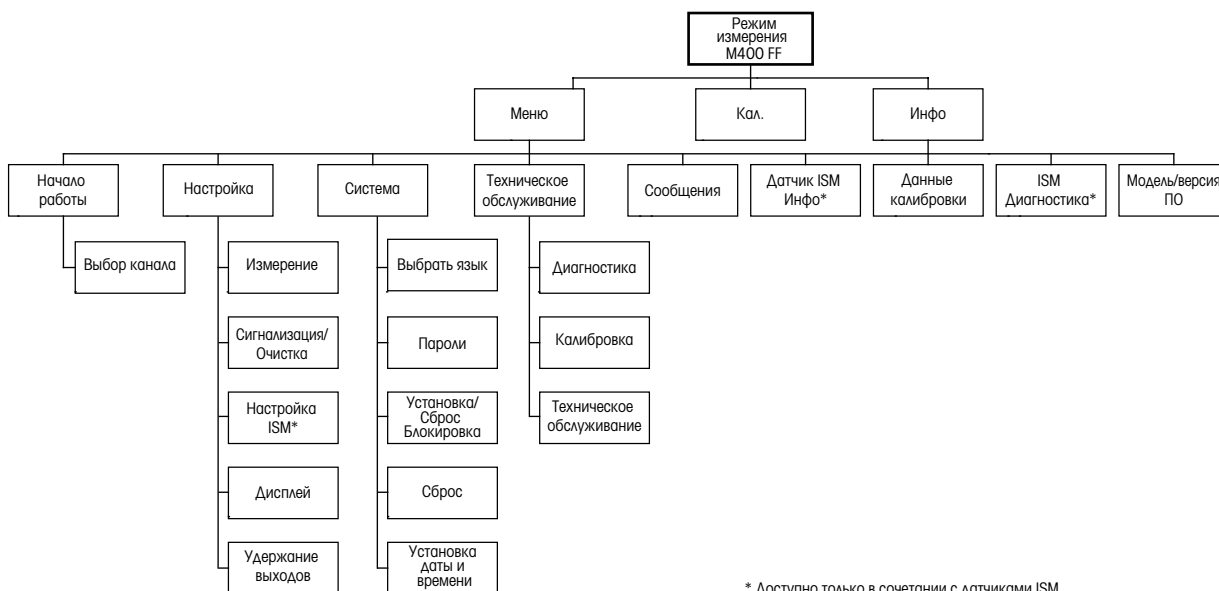 Режим
измерения
M400 FF
Меню
Кал.
Инфо
Начало
работы
Настройка
Система
Техническое
обслуживание
Сообщения
Датчик ISM
Инфо*
Данные
калибровки
ISM
Диагностика*
Модель/версия
ПО
Выбор канала
Измерение
Выбрать язык
Диагностика
Сигнализация/
Очистка
Пароли
Калибровка
Настройка
ISM*
Установка/
Сброс
Блокировка
Техническое
обслуживание
Дисплей
Сброс
Удержание
выходов
Установка
даты и
времени
* Доступно только в сочетании с датчиками ISM